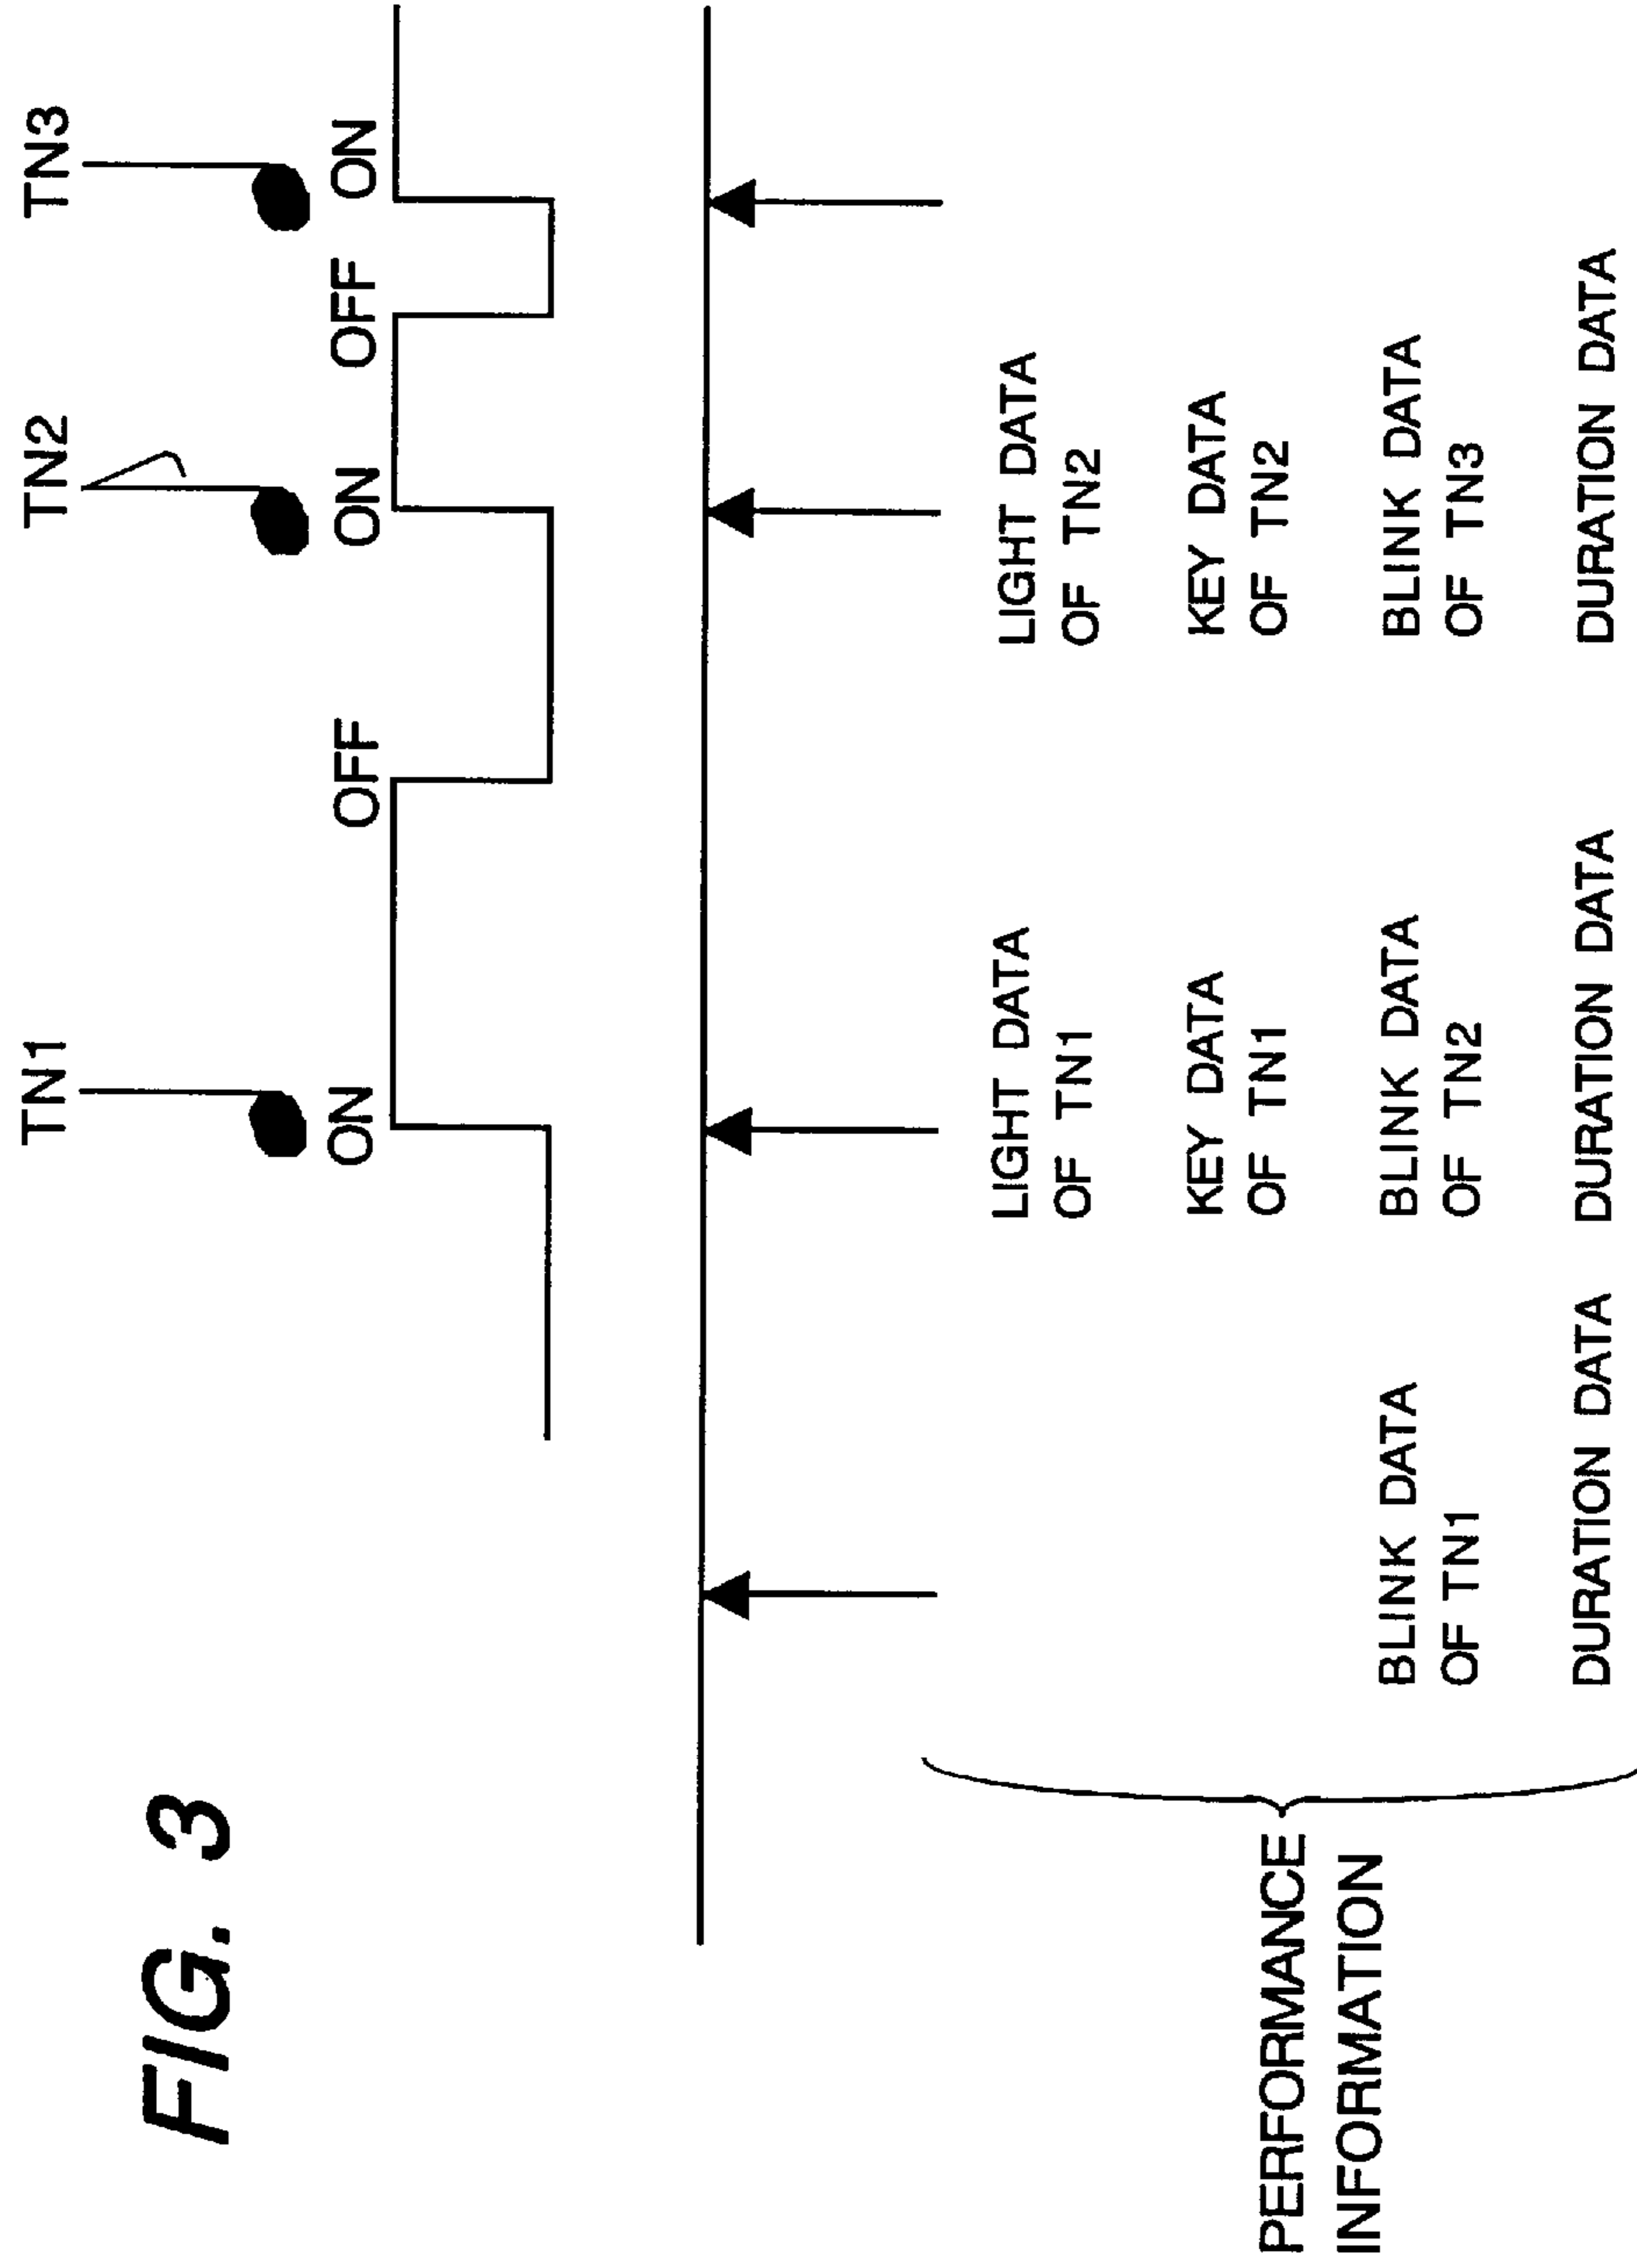 FIG. 3
TN1 TN2 TN3
ON OFF ON OFF ON
LIGHT DATA
OF TN1
LIGHT DATA
OF TN2
KEY DATA
OF TN1
KEY DATA
OF TN2
PERFORMANCE
INFORMATION
BLINK DATA
OF TN1
BLINK DATA
OF TN2
BLINK DATA
OF TN3
DURATION DATA DURATION DATA DURATION DATA